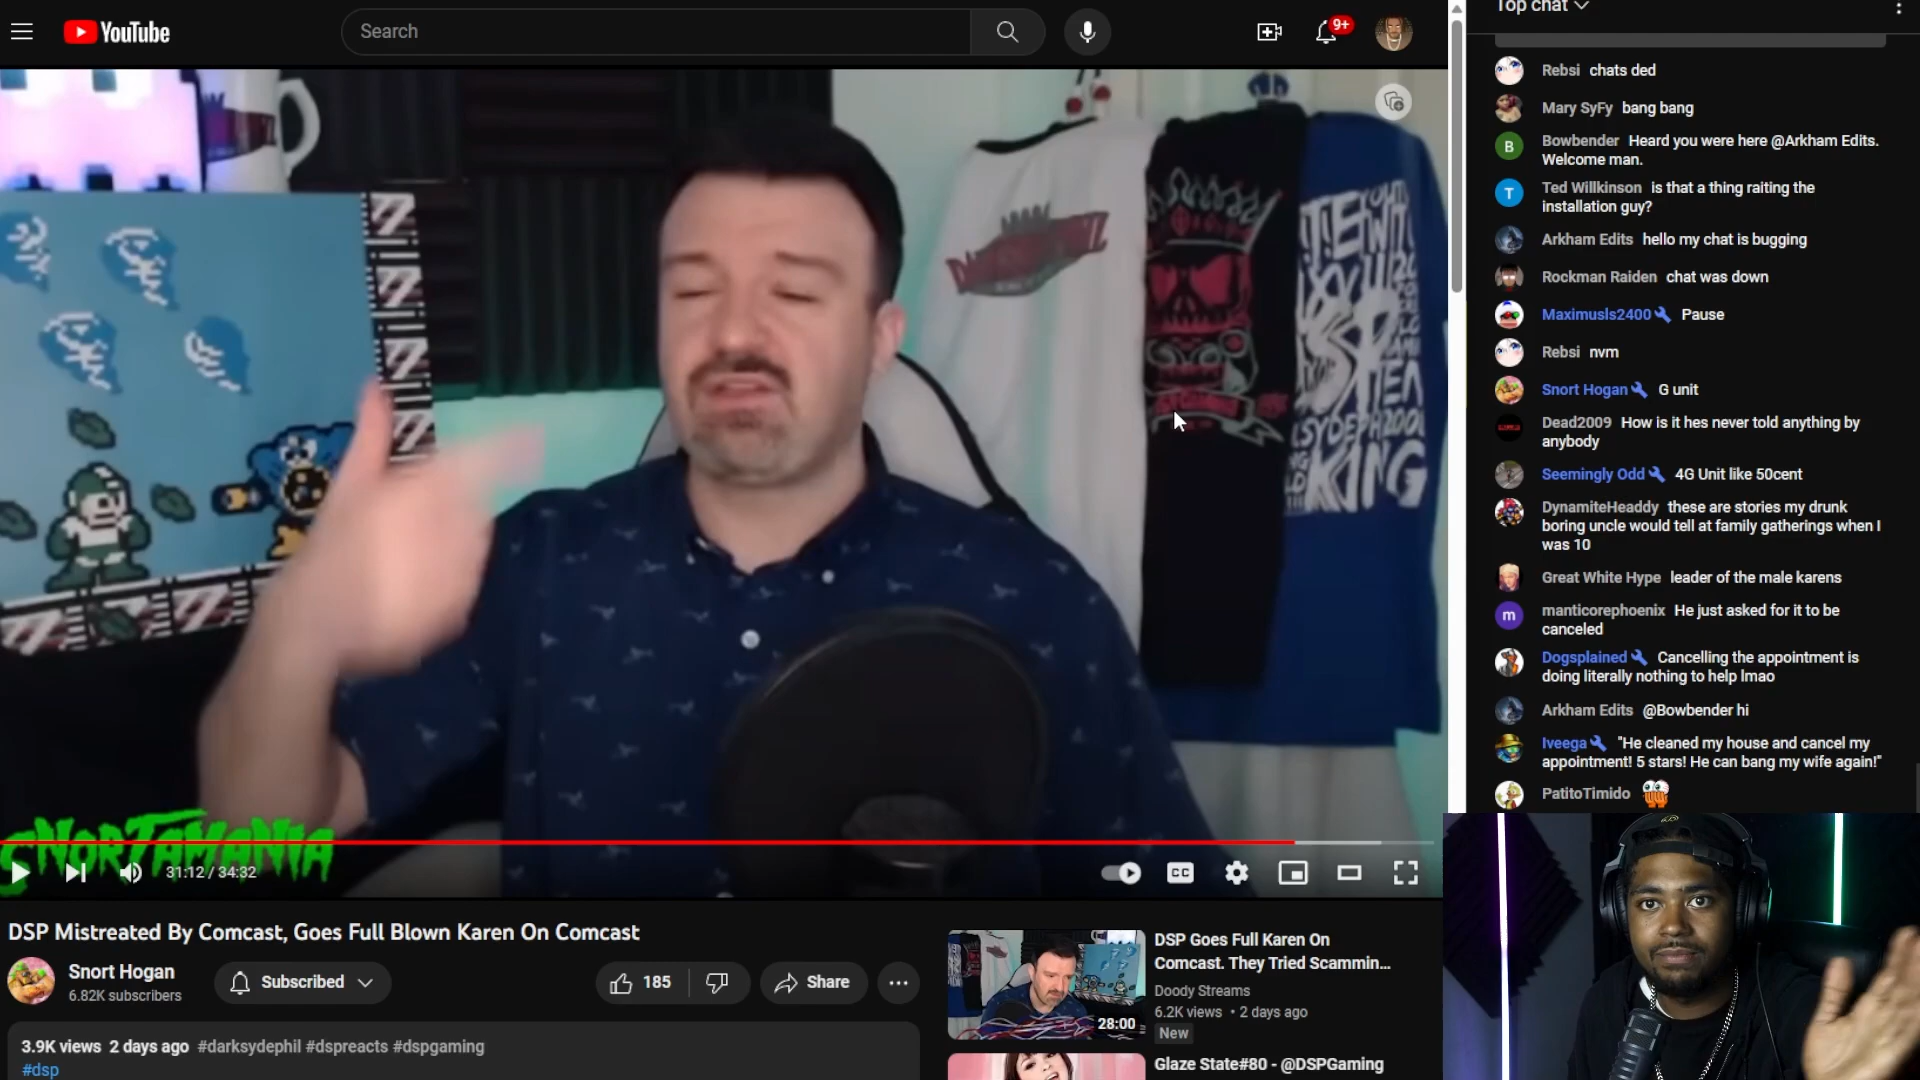 YouTube
Search
9+
Top chat
Rebsi chats ded
Mary SyFy bang bang
B
Bowbender Heard you were here @Arkham Edits.
Welcome man.
T
Ted Willkinson is that a thing raiting the
installation guy?
Arkham Edits hello my chat is bugging
Rockman Raiden chat was down
Maximusls2400 Pause
Rebsi nvm
Snort Hogan G unit
Dead2009 How is it hes never told anything by
anybody
Seemingly Odd 4G Unit like 50cent
DynamiteHeaddy these are stories my drunk
boring uncle would tell at family gatherings when I
was 10
Great White Hype leader of the male karens
m
manticorephoenix He just asked for it to be
canceled
Dogsplained Cancelling the appointment is
doing literally nothing to help lmao
Arkham Edits @Bowbender hi
Iveega "He cleaned my house and cancel my
appointment! 5 stars! He can bang my wife again!"
PatitoTimido
KING
SNORTAMANIA
31:12 / 34:32
CC
DSP Mistreated By Comcast, Goes Full Blown Karen On Comcast
Snort Hogan
6.82K subscribers
Subscribed
185
Share
3.9K views 2 days ago #darksydephil #dspreacts #dspgaming
#dsp
28:00
DSP Goes Full Karen On
Comcast. They Tried Scammin...
Doody Streams
6.2K views • 2 days ago
New
Glaze State#80 - @DSPGaming